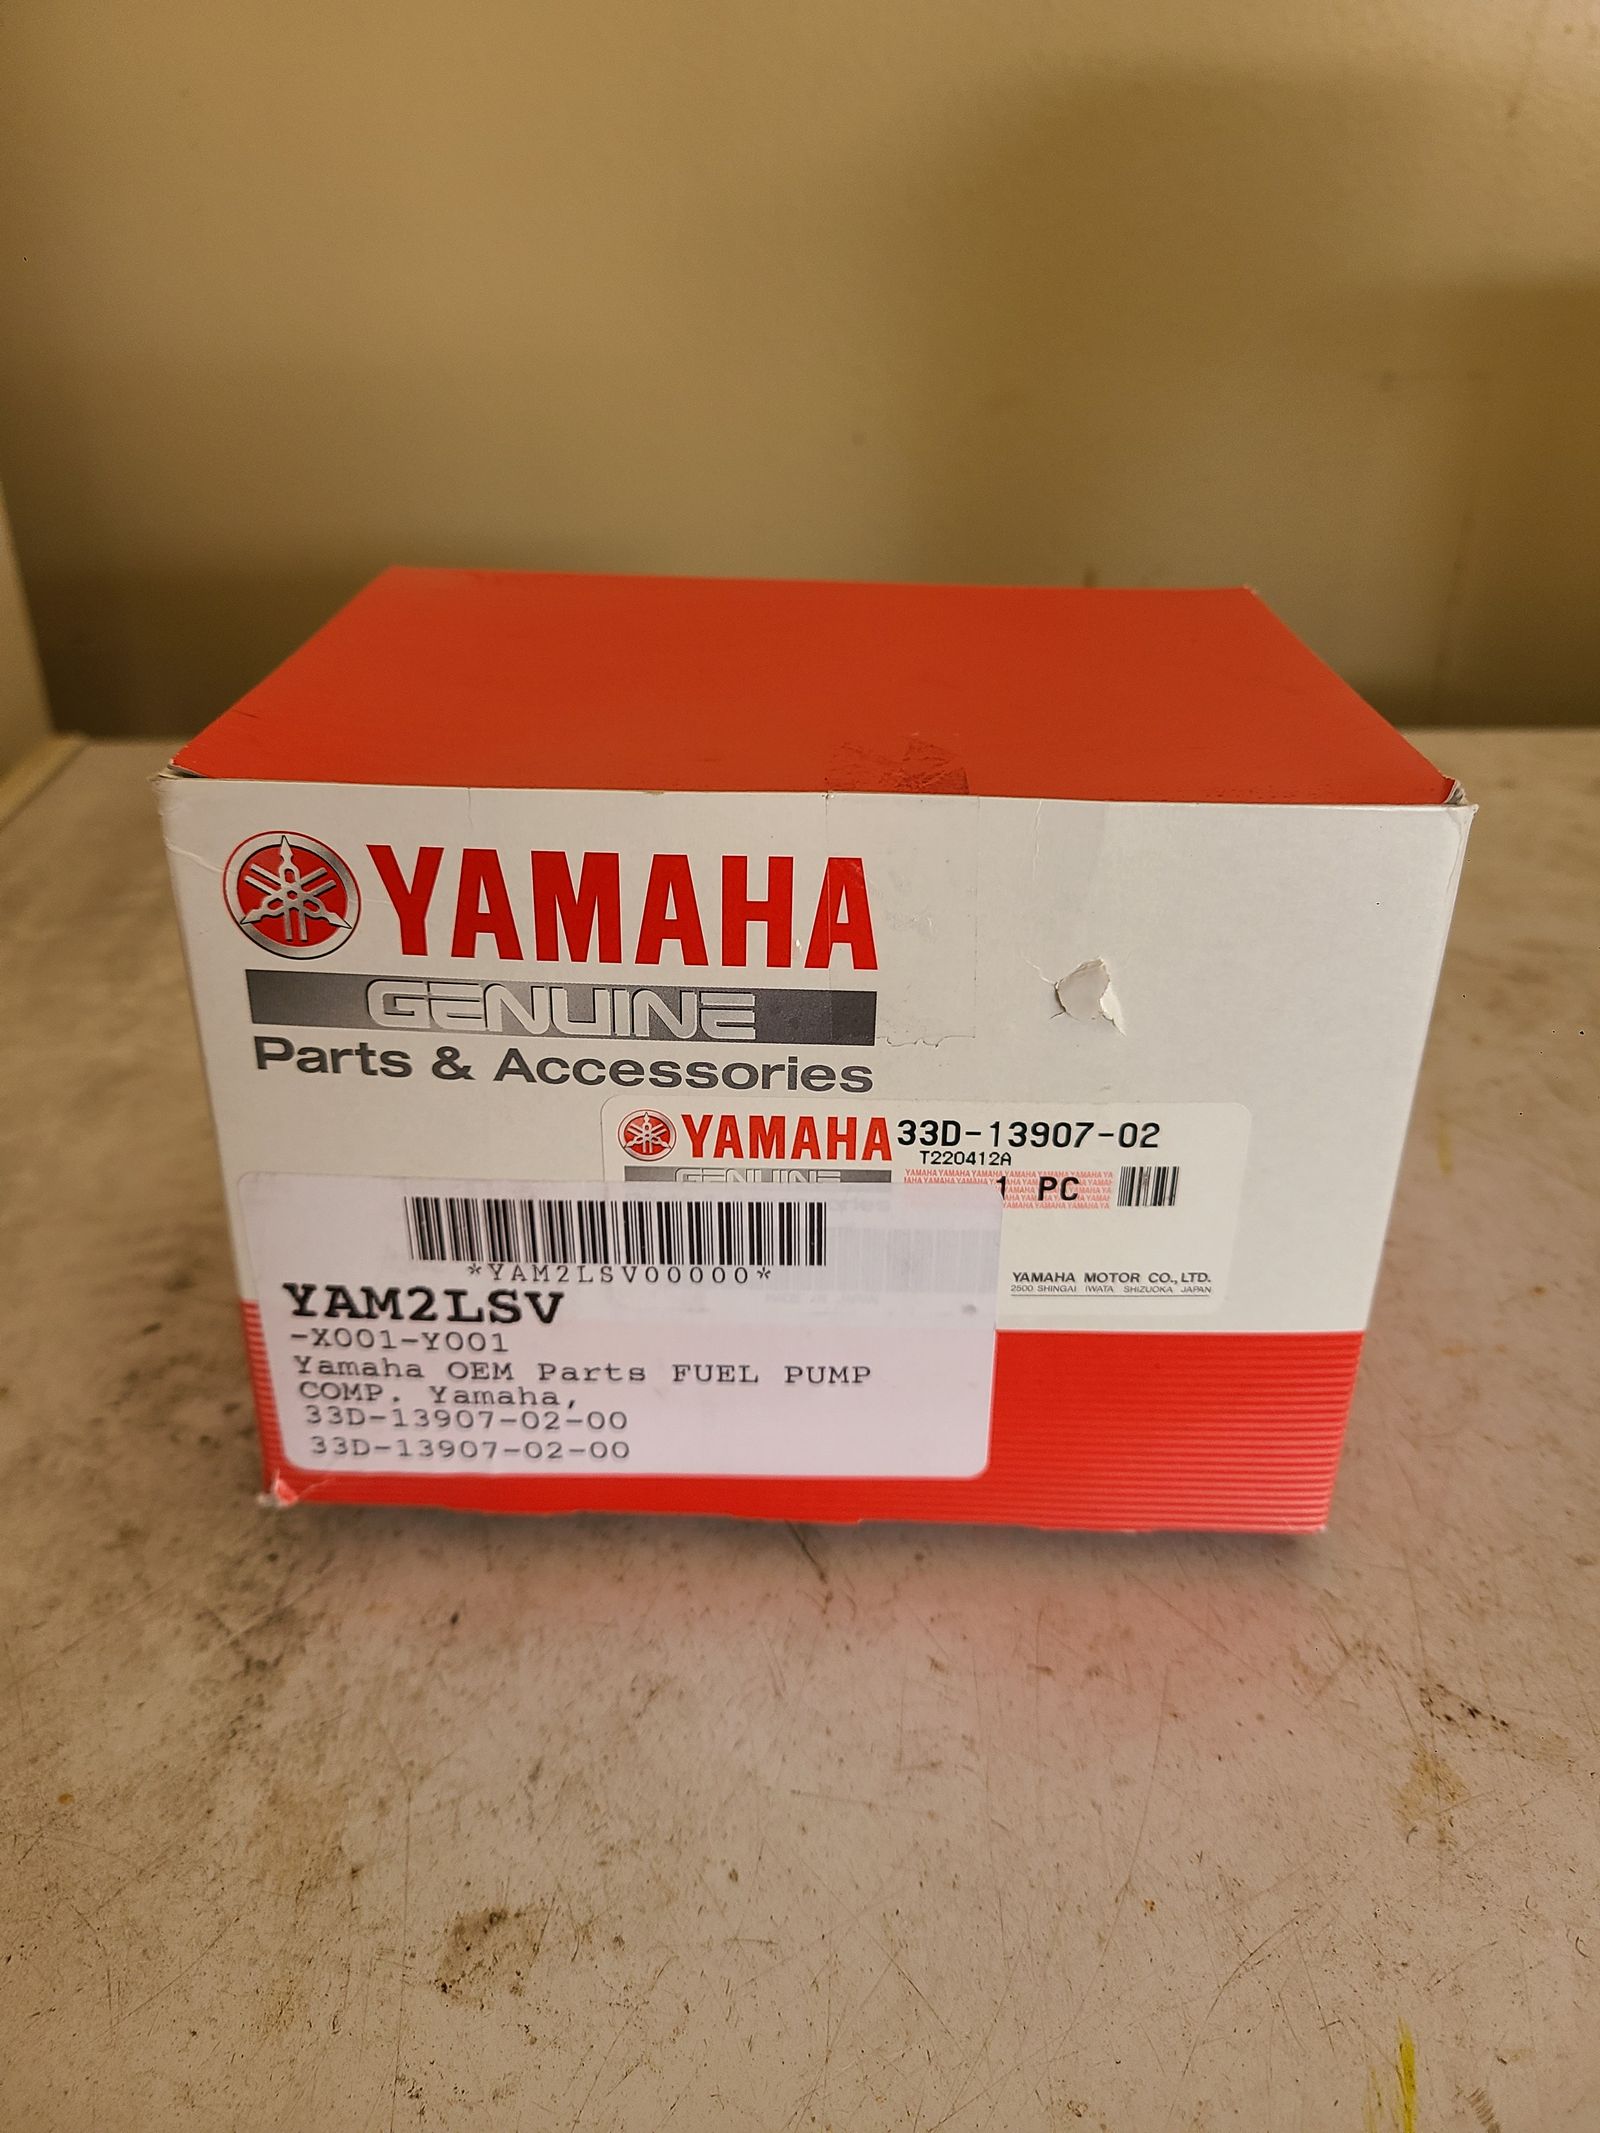 YAMAHA
GENUINE
Parts & Accessories
YAMAHA 33D-13907-02
T220412A
GENUINE
1 PC
YAMAHA MOTOR CO., LTD.
2500 SHINGAI IWATA SHIZUOKA JAPAN
*YAM2LSV00000*
YAM2LSV
-X001-Y001
Yamaha OEM Parts FUEL PUMP
COMP. Yamaha,
33D-13907-02-00
33D-13907-02-00